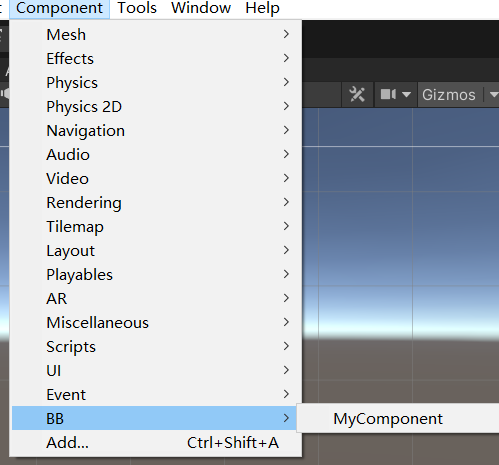 Component Tools Window Help
Mesh
Effects
Physics
Physics 2D
Navigation
Audio
Video
Rendering
Tilemap
Layout
Playables
AR
Miscellaneous
Scripts
UI
Event
BB
MyComponent
Add... Ctrl+Shift+A
Gizmos